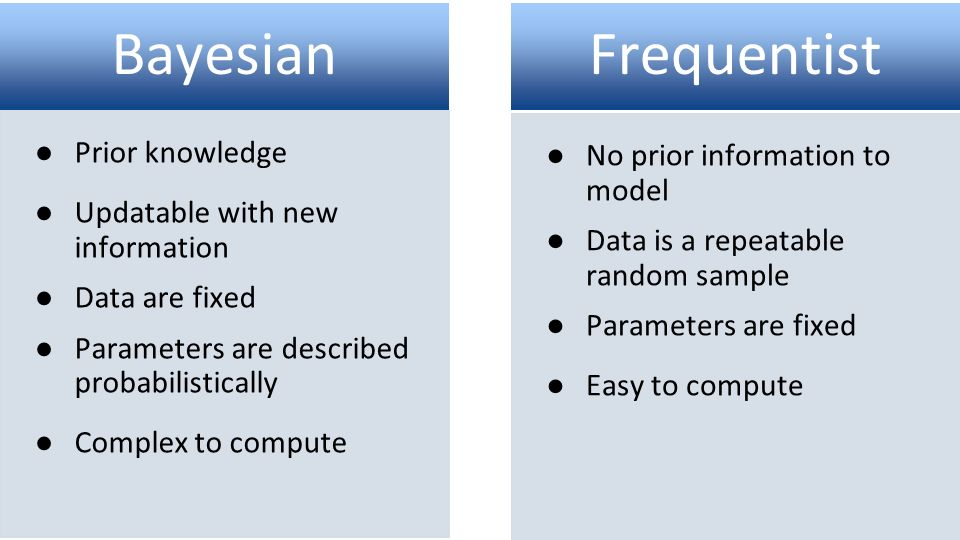 Bayesian
● Prior knowledge
● Updatable with new
information
● Data are fixed
● Parameters are described
probabilistically
● Complex to compute
Frequentist
● No prior information to
model
● Data is a repeatable
random sample
● Parameters are fixed
● Easy to compute